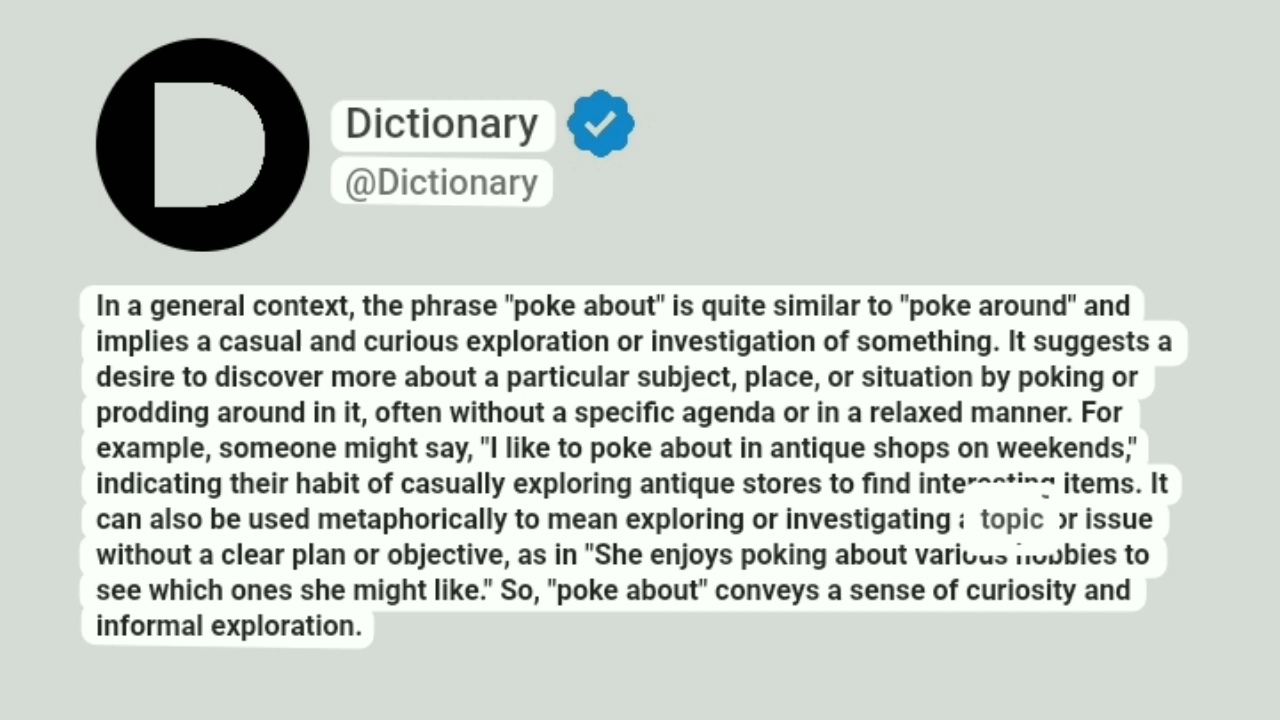 D
Dictionary
@Dictionary
In a general context, the phrase "poke about" is quite similar to "poke around" and
implies a casual and curious exploration or investigation of something. It suggests a
desire to discover more about a particular subject, place, or situation by poking or
prodding around in it, often without a specific agenda or in a relaxed manner. For
example, someone might say, "I like to poke about in antique shops on weekends,"
indicating their habit of casually exploring antique stores to find interesting items. It
can also be used metaphorically to mean exploring or investigating a topic or issue
without a clear plan or objective, as in "She enjoys poking about various hobbies to
see which ones she might like." So, "poke about" conveys a sense of curiosity and
informal exploration.